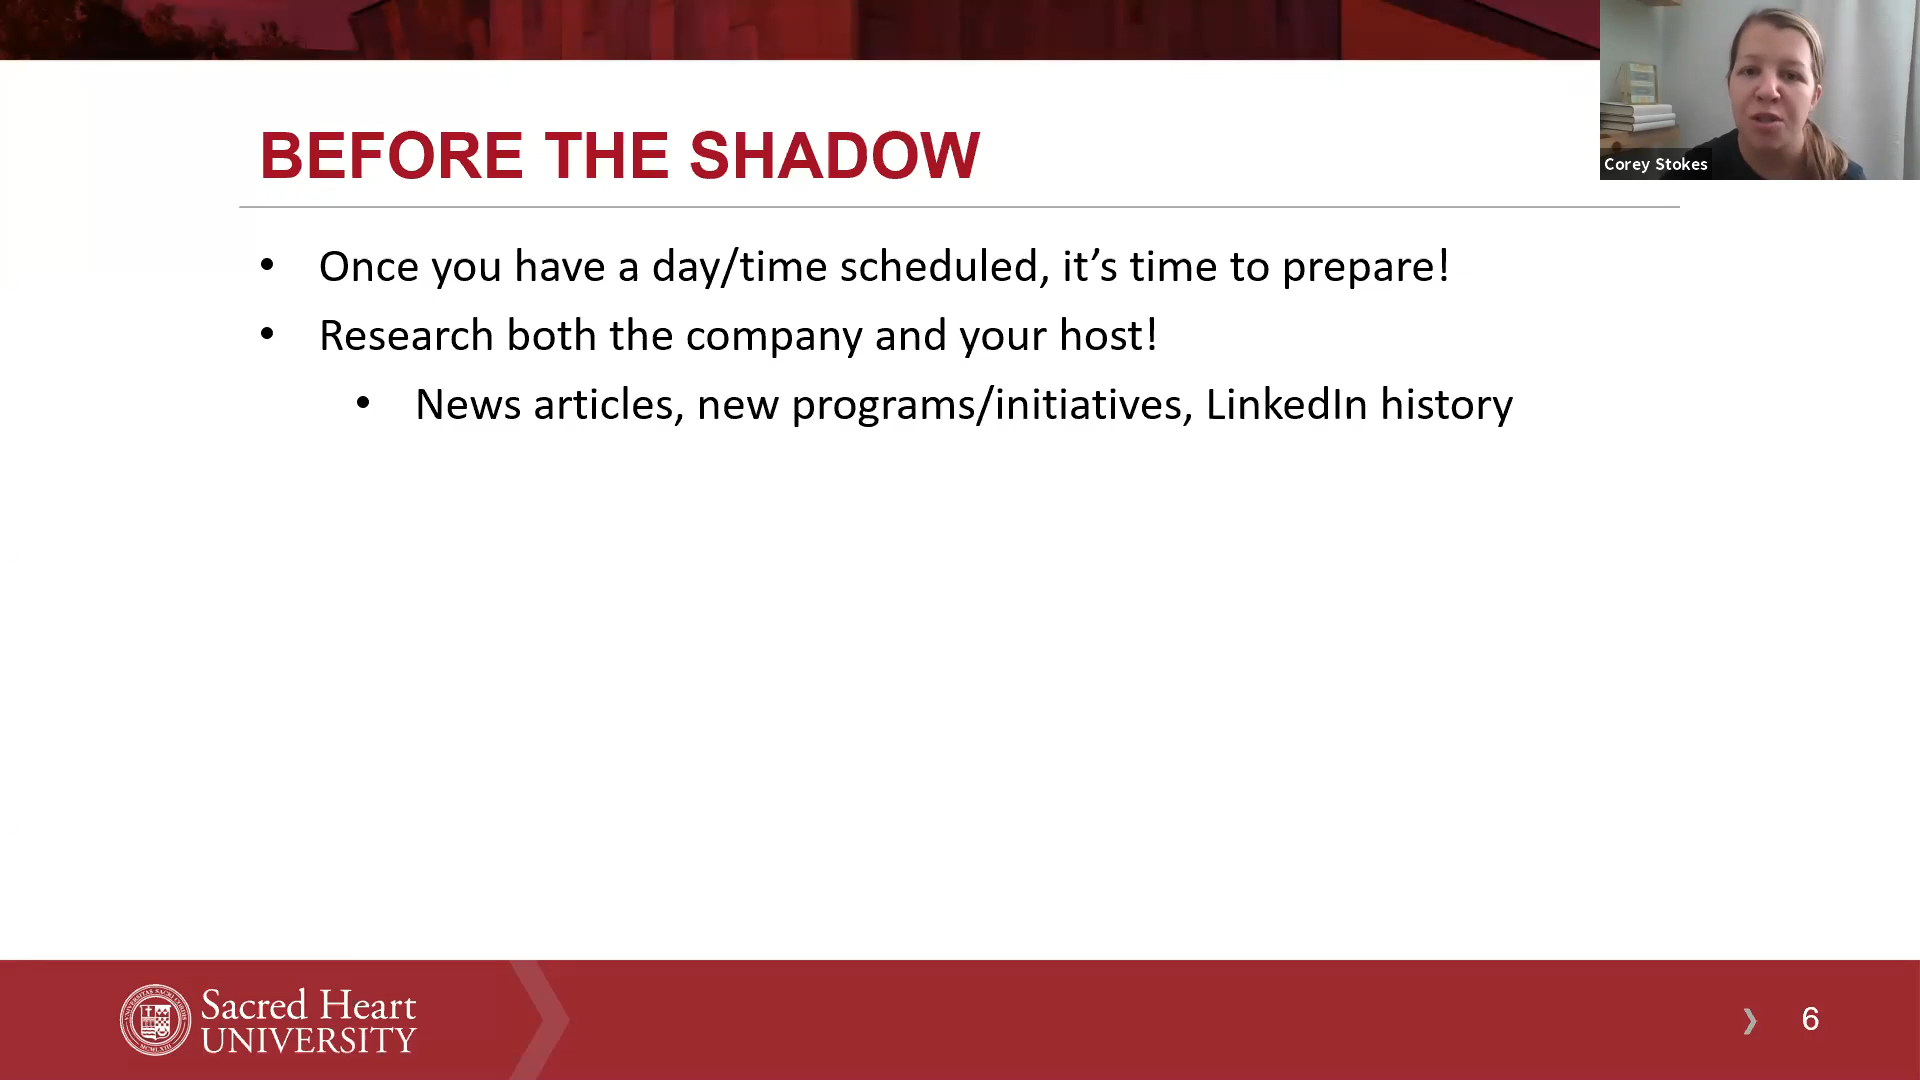 Corey Stokes
BEFORE THE SHADOW
• Once you have a day/time scheduled, it’s time to prepare!
• Research both the company and your host!
• News articles, new programs/initiatives, LinkedIn history
Sacred Heart
UNIVERSITY
6